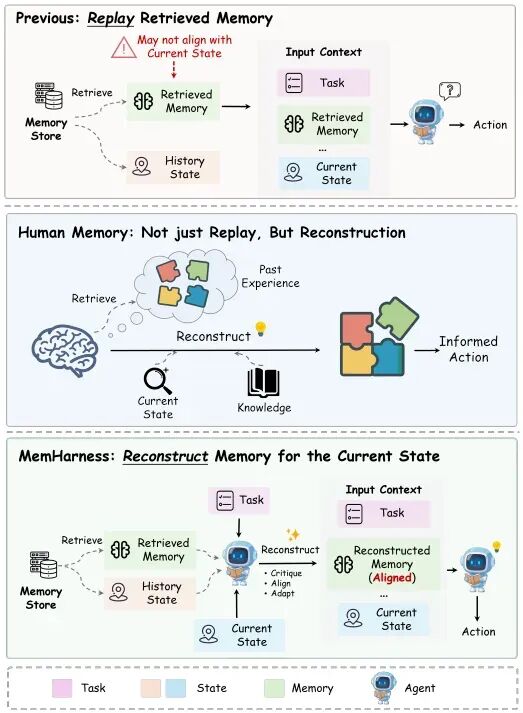 Previous: Replay Retrieved Memory
May not align with
Current State
Input Context
Retrieve
Memory
Store
Retrieved
Memory
History
State
Task
Retrieved
Memory
...
Current
State
?
Action
Human Memory: Not just Replay, But Reconstruction
Retrieve
Past
Experience
Reconstruct
Current
State
Knowledge
Informed
Action
MemHarness: Reconstruct Memory for the Current State
Task
Input Context
Task
Retrieve
Memory
Store
Retrieved
Memory
History
State
Reconstruct
• Critique
• Align
• Adapt
Current
State
Reconstructed
Memory
(Aligned)
...
Current
State
Action
Task
State
Memory
Agent